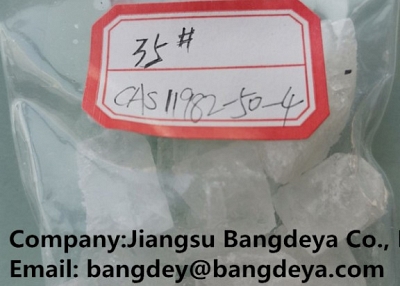 35#
CAS 11982-50-4
Company:Jiangsu Bangdeya Co.,
Email: bangdey@bangdeya.com